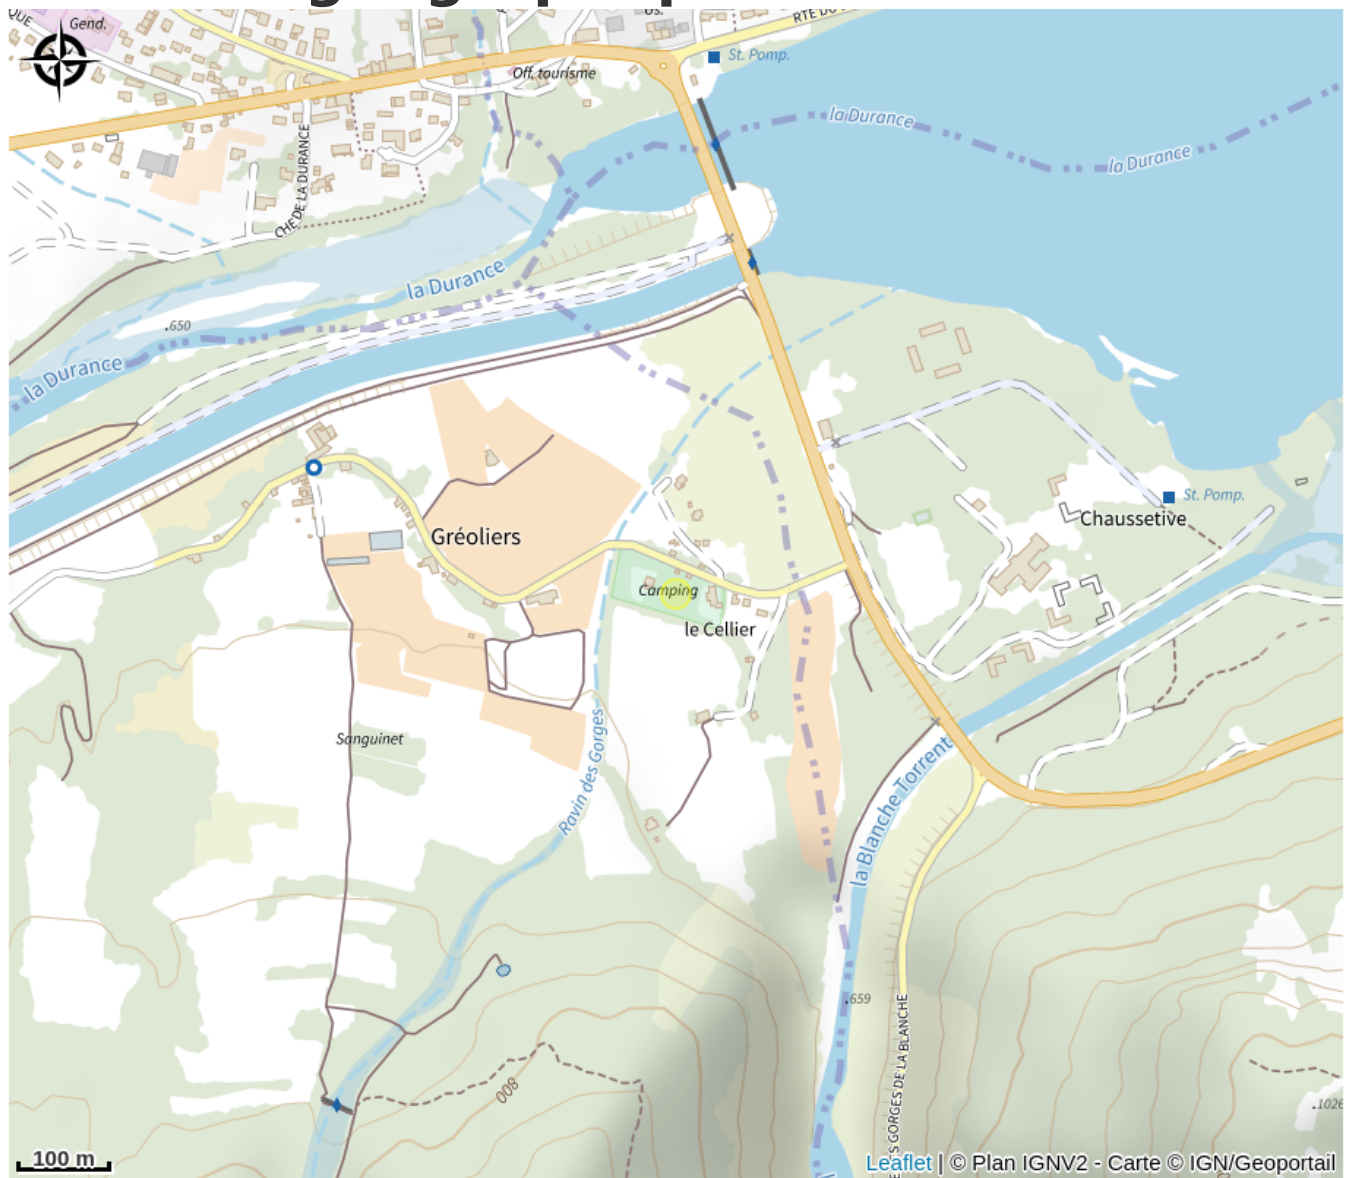 QUE
Gend.
Us.
RTE DU
Off. tourisme
St. Pomp.
la Durance
la Durance
CHE DE LA DURANCE
la Durance
.650
la Durance
St. Pomp.
Chaussetive
Gréoliers
Camping
le Cellier
Sanguinet
Ravin des Gorges
la Blanche Torrent
.659
S GORGES DE LA BLANCHE
800
.1026
100 m
Leaflet | © Plan IGNV2 - Carte © IGN/Geoportail